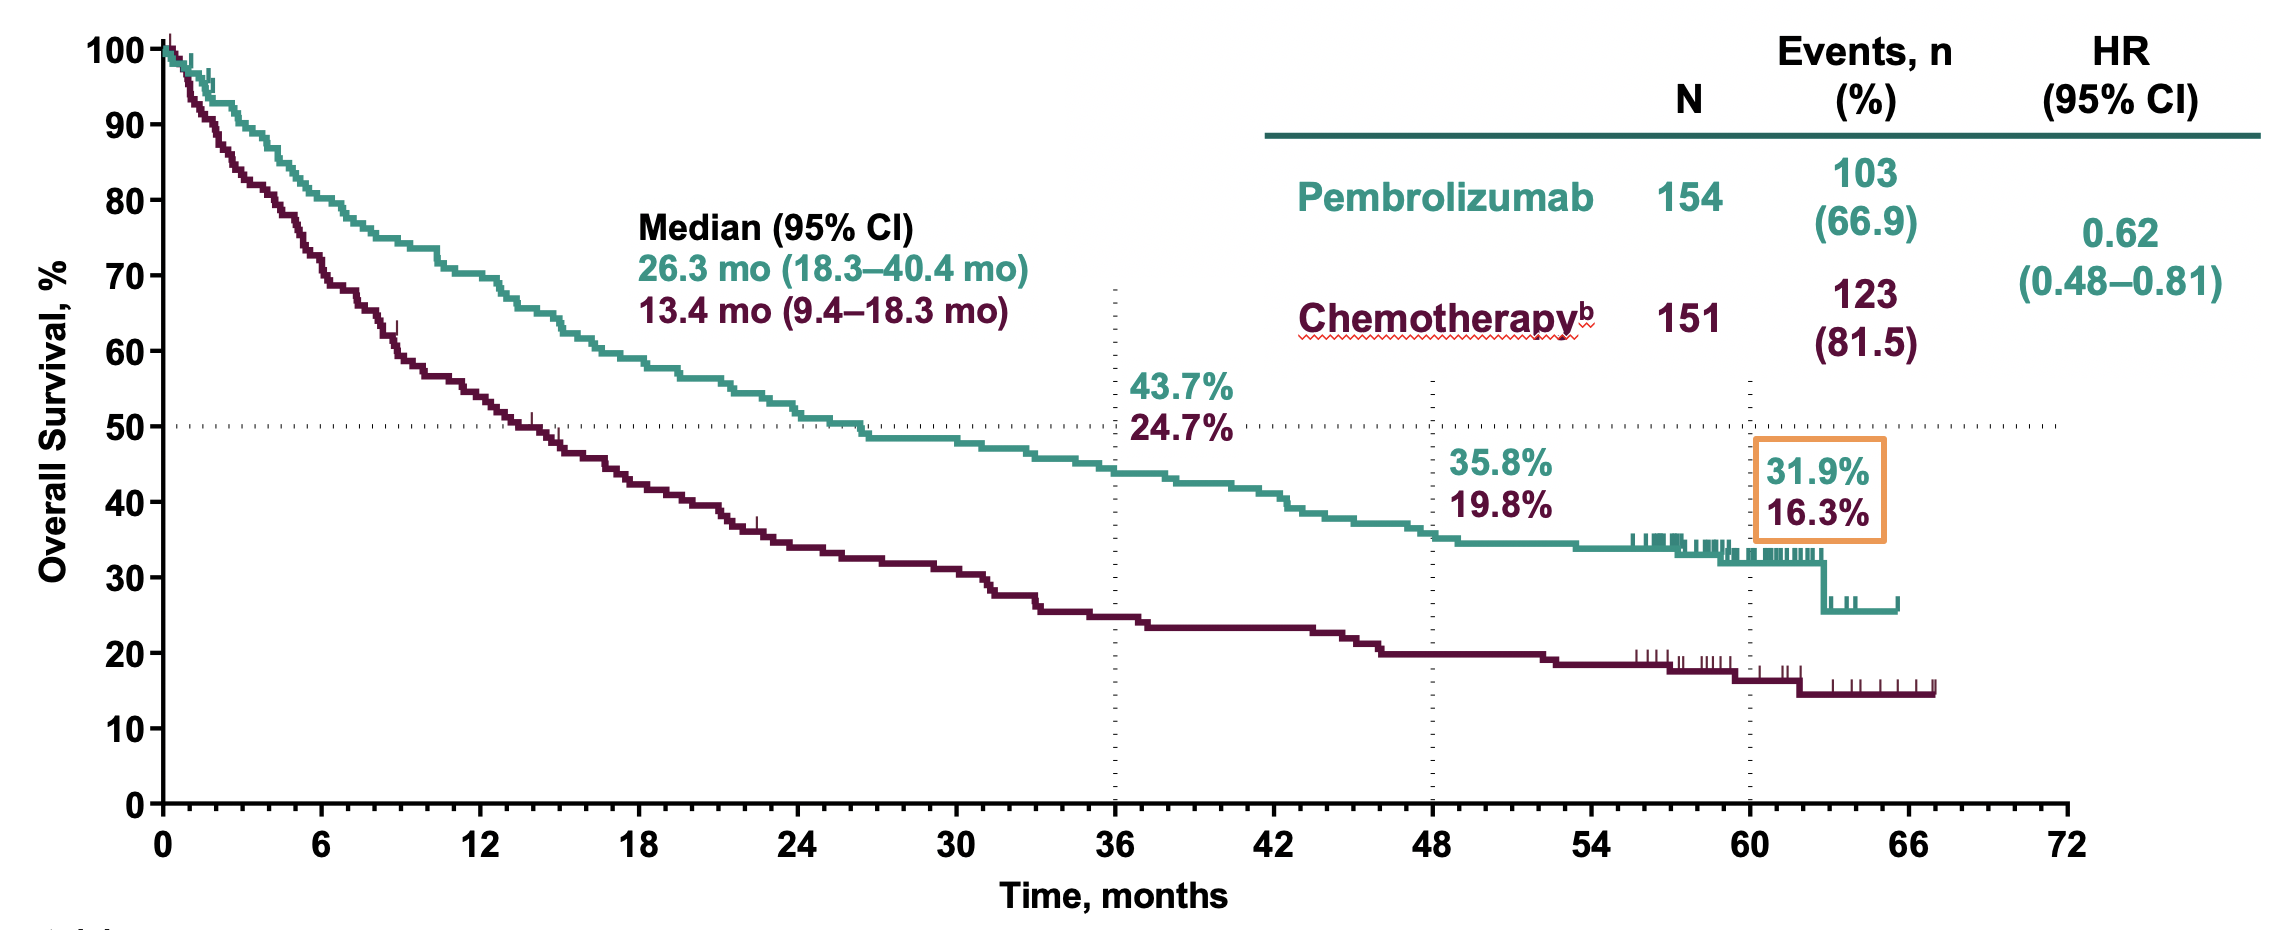 Events, n
(%)
HR
(95% CI)
N
Pembrolizumab
154
103
(66.9)
0.62
(0.48–0.81)
Chemotherapyᵇ
151
123
(81.5)
Median (95% CI)
26.3 mo (18.3–40.4 mo)
13.4 mo (9.4–18.3 mo)
43.7%
24.7%
35.8%
19.8%
31.9%
16.3%
Overall Survival, %
100
90
80
70
60
50
40
30
20
10
0
0 6 12 18 24 30 36 42 48 54 60 66 72
Time, months